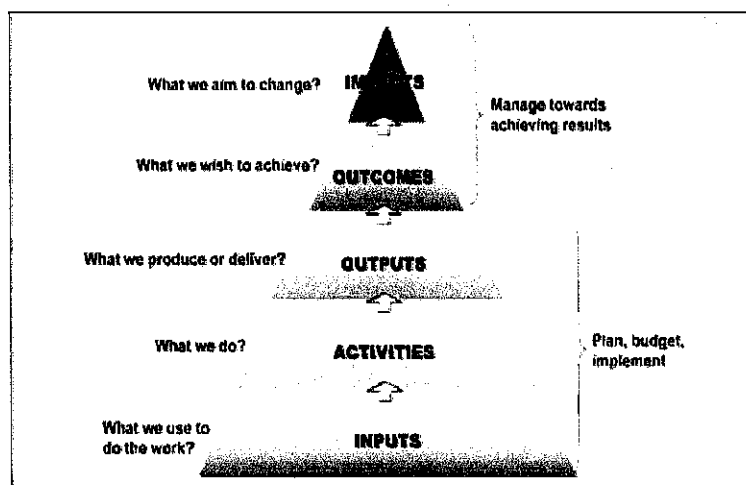 What we aim to change?
IMPACTS
Manage towards
achieving results
What we wish to achieve?
OUTCOMES
What we produce or deliver?
OUTPUTS
What we do?
ACTIVITIES
Plan, budget,
implement
What we use to
do the work?
INPUTS